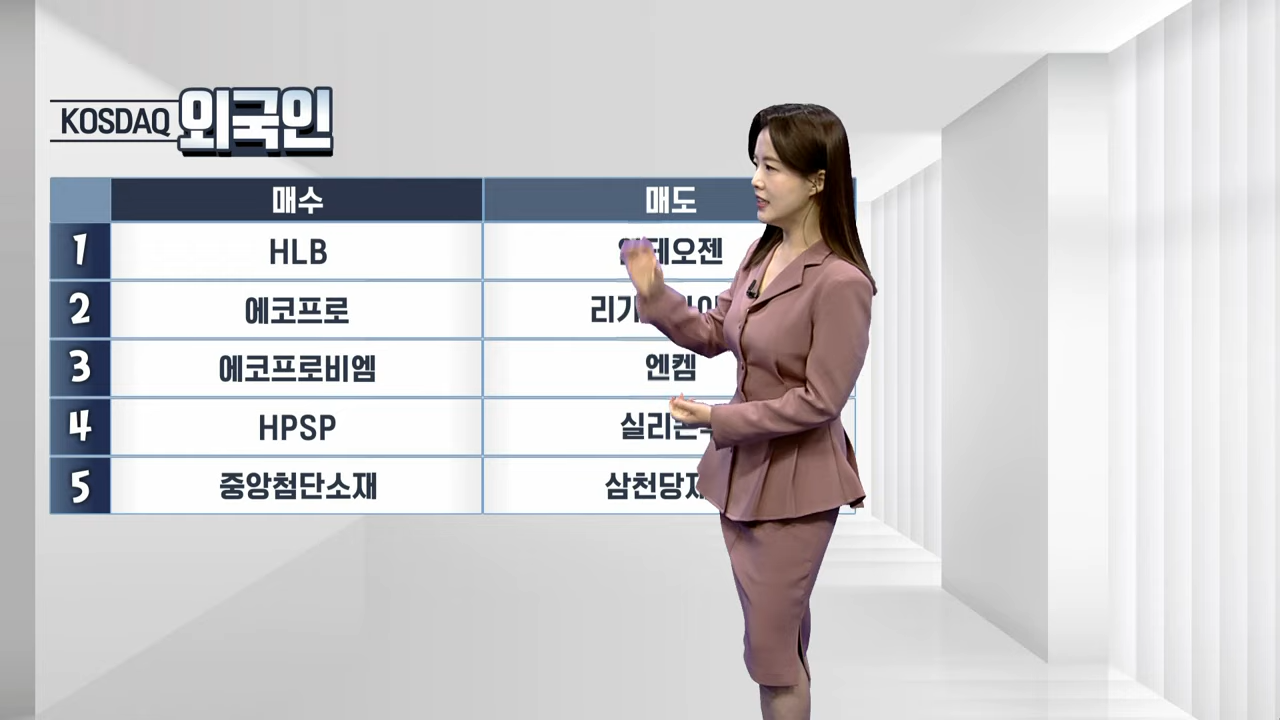 KOSDAQ 외국인
매수 매도
1 HLB
2 에코프로
3 에코프로비엠 엔켐
4 HPSP
5 중앙첨단소재